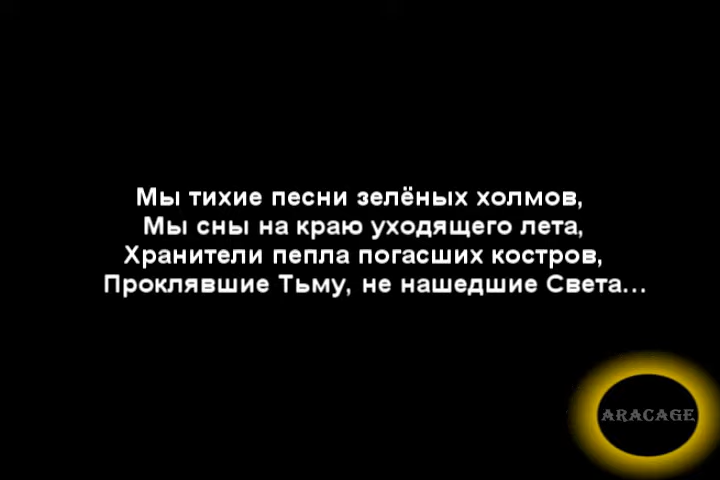 Мы тихие песни зелёных холмов,
Мы сны на краю уходящего лета,
Хранители пепла погасших костров,
Проклявшие Тьму, не нашедшие Света...
ARACAGE